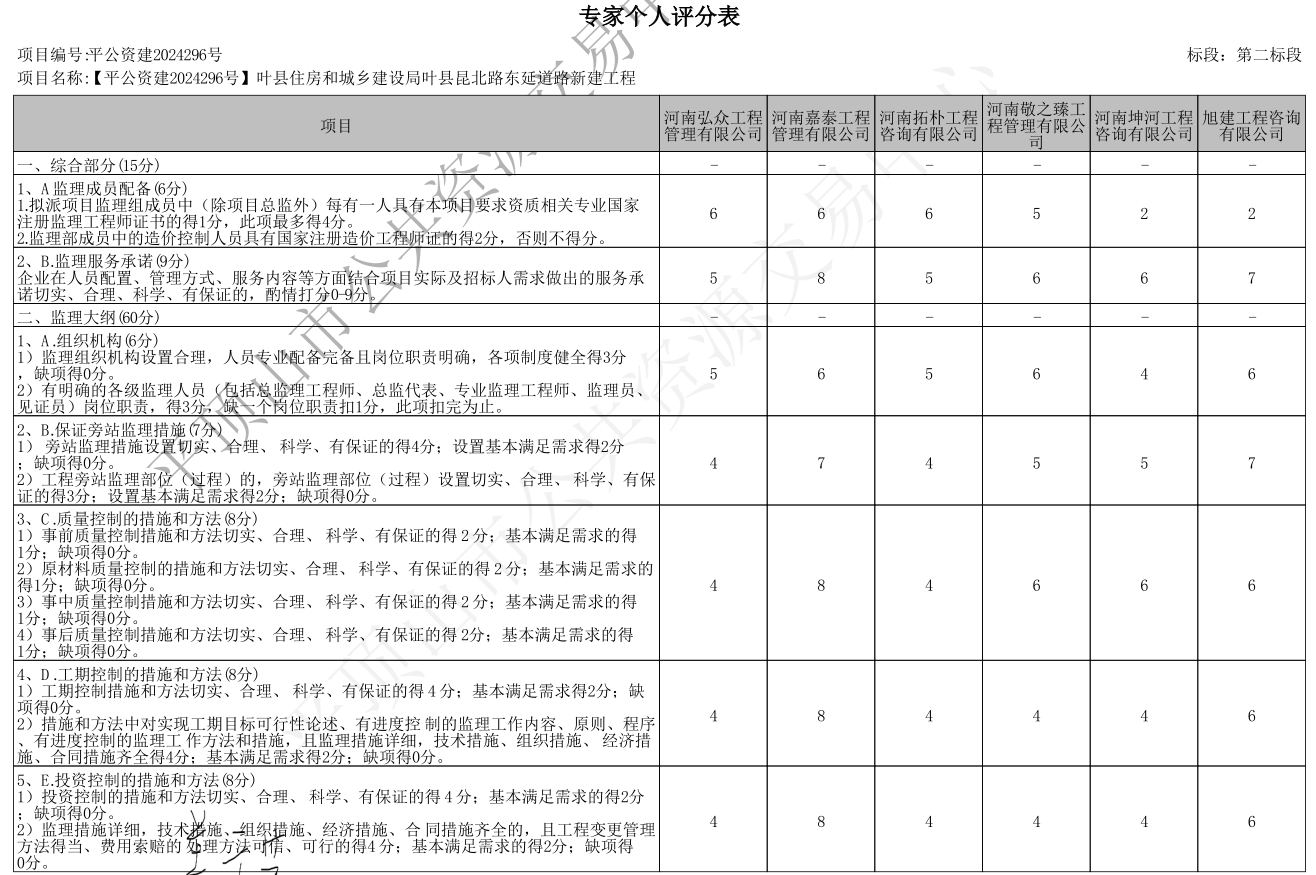 专家个人评分表
项目编号:平公资建2024296号
标段：第二标段
项目名称:【平公资建2024296号】叶县住房和城乡建设局叶县昆北路东延道路新建工程
项目
河南弘众工程
管理有限公司
河南嘉泰工程
管理有限公司
河南拓朴工程
咨询有限公司
河南敬之臻工
程管理有限公
司
河南坤河工程
咨询有限公司
旭建工程咨询
有限公司
一、综合部分(15分)
– – – – – –
1、A监理成员配备(6分)
1.拟派项目监理组成员中（除项目总监外）每有一人具有本项目要求资质相关专业国家
注册监理工程师证书的得1分，此项最多得4分。
2.监理部成员中的造价控制人员具有国家注册造价工程师证的得2分，否则不得分。
6 6 6 5 2 2
2、B.监理服务承诺(9分)
企业在人员配置、管理方式、服务内容等方面结合项目实际及招标人需求做出的服务承
诺切实、合理、科学、有保证的，酌情打分0-9分。
5 8 5 6 6 7
二、监理大纲(60分)
– – – – – –
1、A.组织机构(6分)
1）监理组织机构设置合理，人员专业配备完备且岗位职责明确，各项制度健全得3分
，缺项得0分。
2）有明确的各级监理人员（包括总监理工程师、总监代表、专业监理工程师、监理员、
见证员）岗位职责，得3分，缺一个岗位职责扣1分，此项扣完为止。
5 6 5 6 4 6
2、B.保证旁站监理措施(7分)
1） 旁站监理措施设置切实、合理、 科学、有保证的得4分；设置基本满足需求得2分
；缺项得0分。
2）工程旁站监理部位（过程）的，旁站监理部位（过程）设置切实、合理、 科学、有保
证的得3分；设置基本满足需求得2分；缺项得0分。
4 7 4 5 5 7
3、C.质量控制的措施和方法(8分)
1）事前质量控制措施和方法切实、合理、 科学、有保证的得 2 分；基本满足需求的得
1分；缺项得0分。
2）原材料质量控制的措施和方法切实、合理、 科学、有保证的得 2 分；基本满足需求的
得1分；缺项得0分。
3）事中质量控制措施和方法切实、合理、 科学、有保证的得 2 分；基本满足需求的得
1分；缺项得0分。
4）事后质量控制措施和方法切实、合理、 科学、有保证的得 2分；基本满足需求的得
1分；缺项得0分。
4 8 4 6 6 6
4、D.工期控制的措施和方法(8分)
1）工期控制措施和方法切实、合理、 科学、有保证的得 4 分；基本满足需求得2分；缺
项得0分。
2）措施和方法中对实现工期目标可行性论述、有进度控 制的监理工作内容、原则、程序
、有进度控制的监理工 作方法和措施，且监理措施详细，技术措施、组织措施、 经济措
施、合同措施齐全得4分；基本满足需求得2分；缺项得0分。
4 8 4 4 4 6
5、E.投资控制的措施和方法(8分)
1）投资控制的措施和方法切实、合理、 科学、有保证的得 4 分；基本满足需求的得2分
；缺项得0分。
2）监理措施详细，技术措施、组织措施、经济措施、合 同措施齐全的，且工程变更管理
方法得当、费用索赔的 处理方法可信、可行的得4 分；基本满足需求的得2分；缺项得
0分。
4 8 4 4 4 6
平顶山市公共资源交易中
平顶山市公共资源交易中心